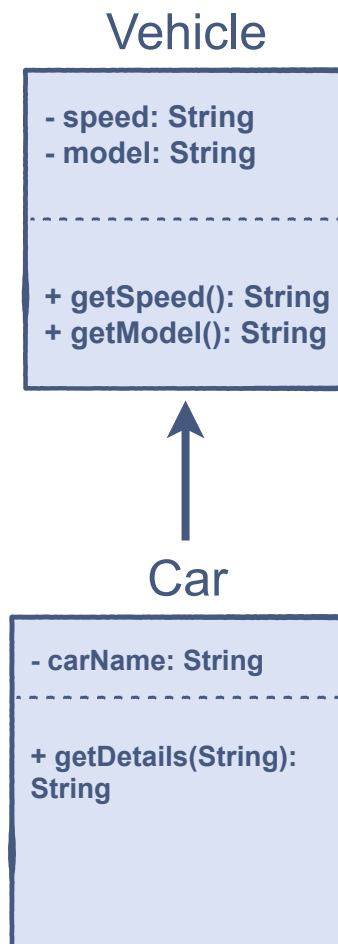 Vehicle
- speed: String
- model: String
+ getSpeed(): String
+ getModel(): String
Car
- carName: String
+ getDetails(String):
String